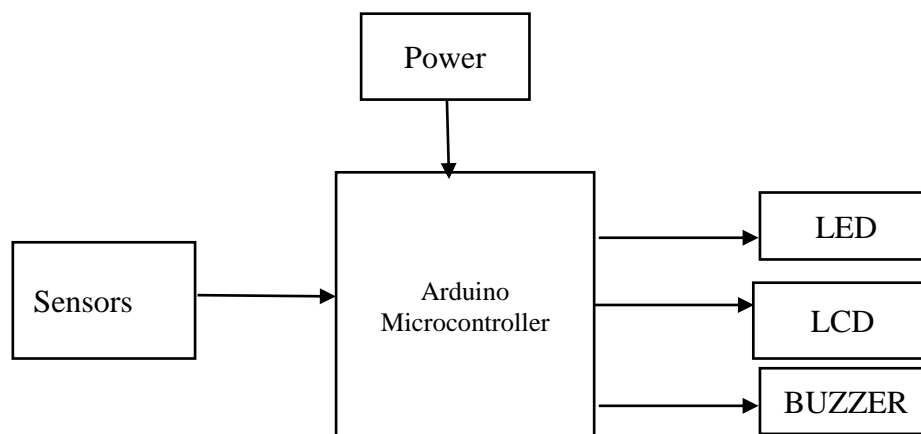 Power
Sensors
Arduino
Microcontroller
LED
LCD
BUZZER